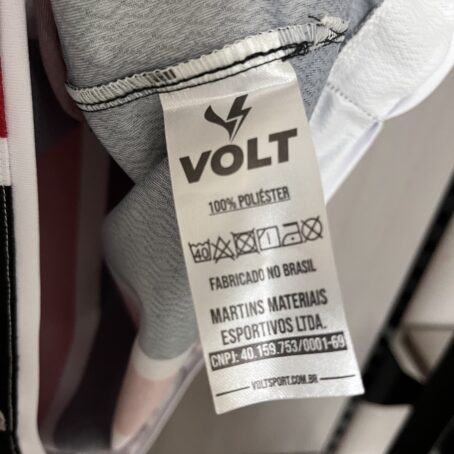 VOLT
100% POLIÉSTER
40
FABRICADO NO BRASIL
MARTINS MATERIAIS
ESPORTIVOS LTDA.
CNPJ: 40.159.753/0001-69
VOLTSPORT.COM.BR